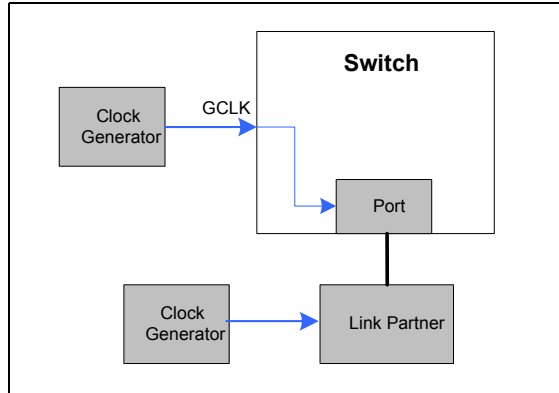 Switch
Clock
Generator
GCLK
Port
Clock
Generator
Link Partner